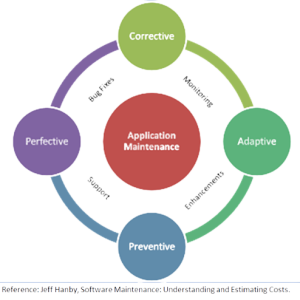 Corrective
Bug Fixes
Monitoring
Perfective
Application
Maintenance
Adaptive
Support
Enhancements
Preventive
Reference: Jeff Hanby, Software Maintenance: Understanding and Estimating Costs.